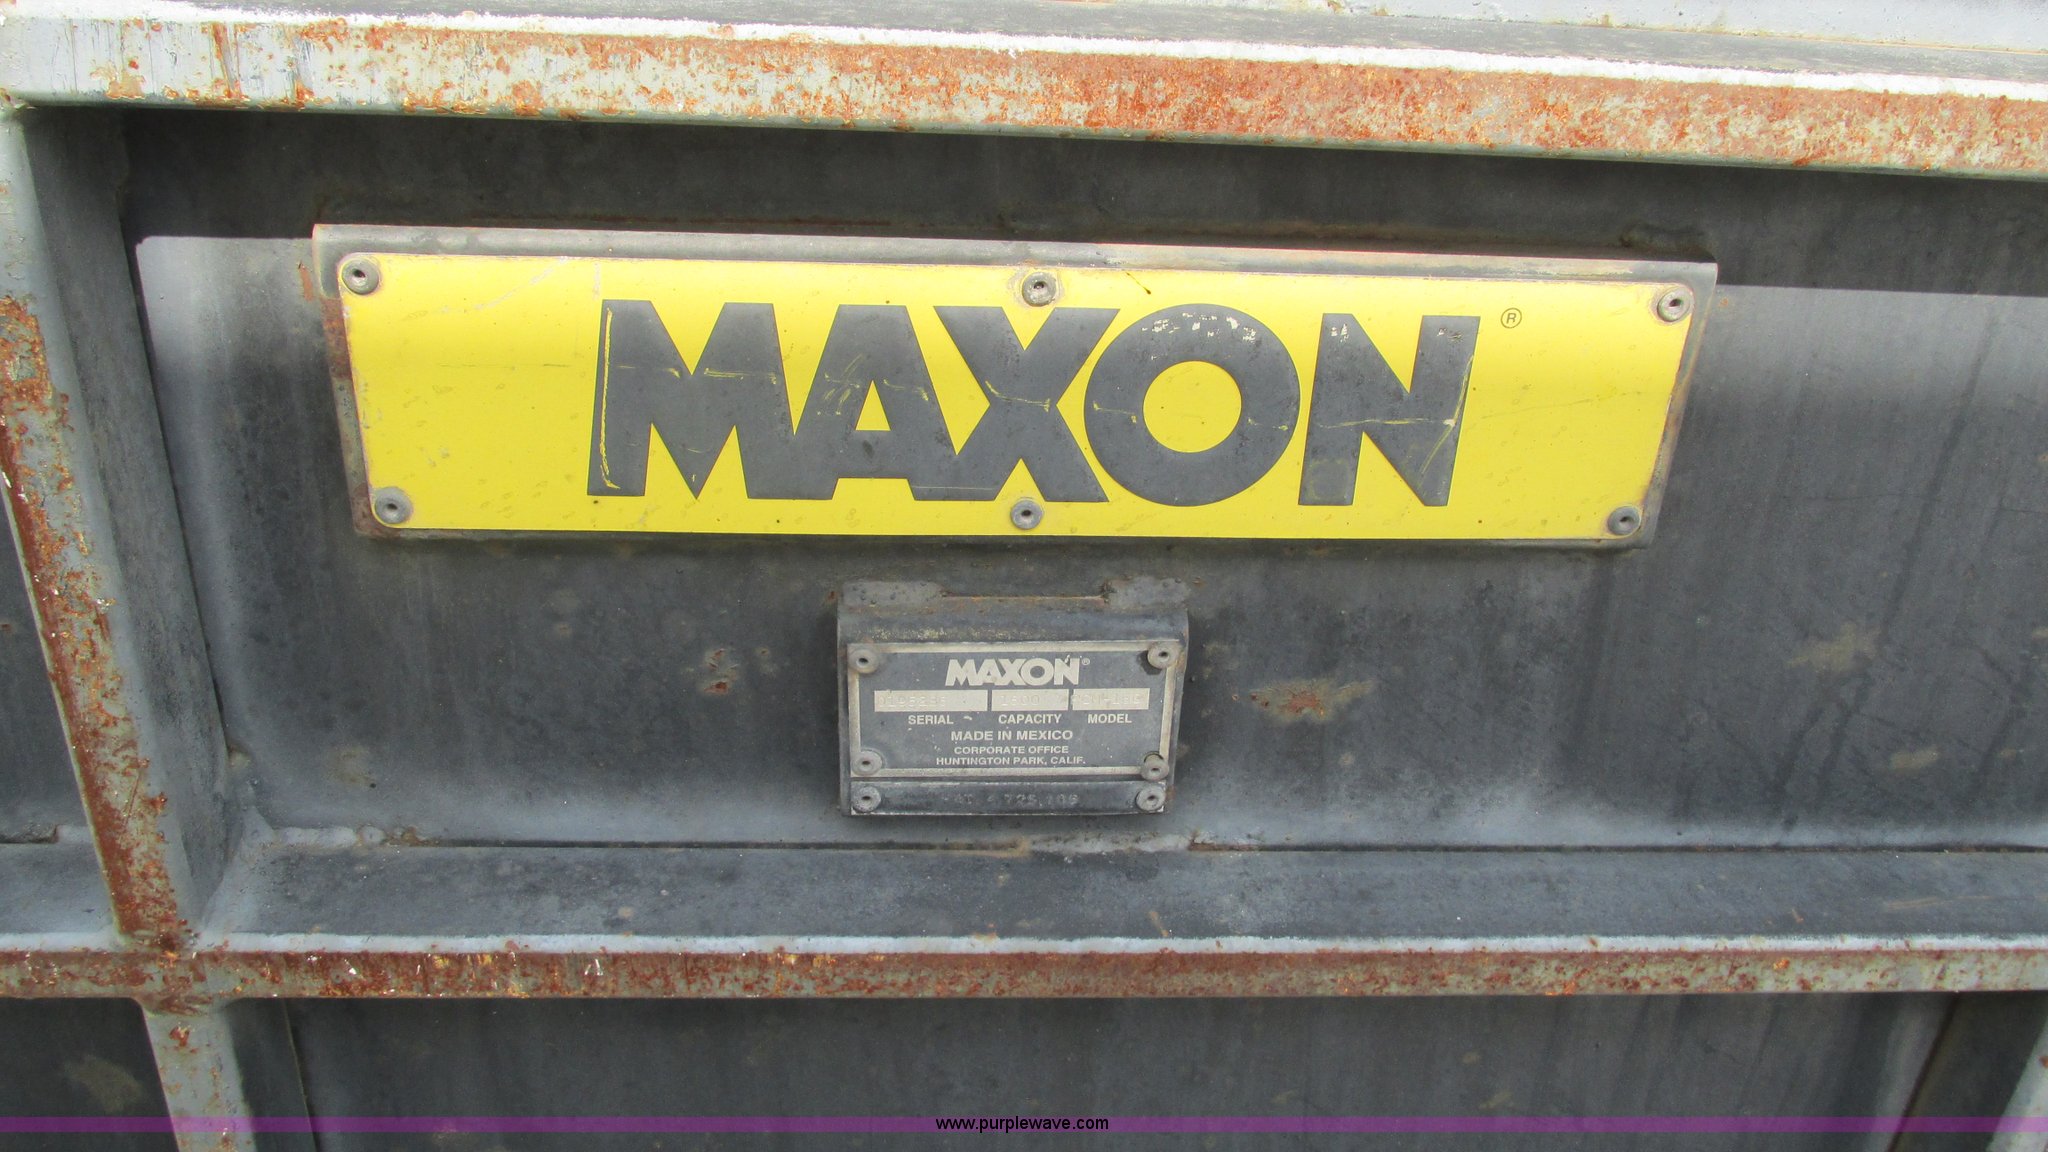 MAXON®
MAXON®
SERIAL CAPACITY MODEL
MADE IN MEXICO
CORPORATE OFFICE
HUNTINGTON PARK, CALIF.
www.purplewave.com